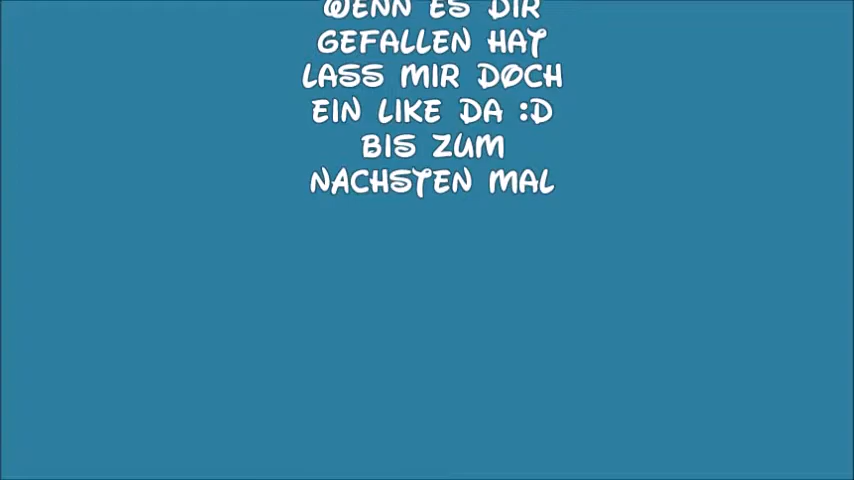 WENN ES DIR
GEFALLEN HAT
LASS MIR DOCH
EIN LIKE DA :D
BIS ZUM
NACHSTEN MAL